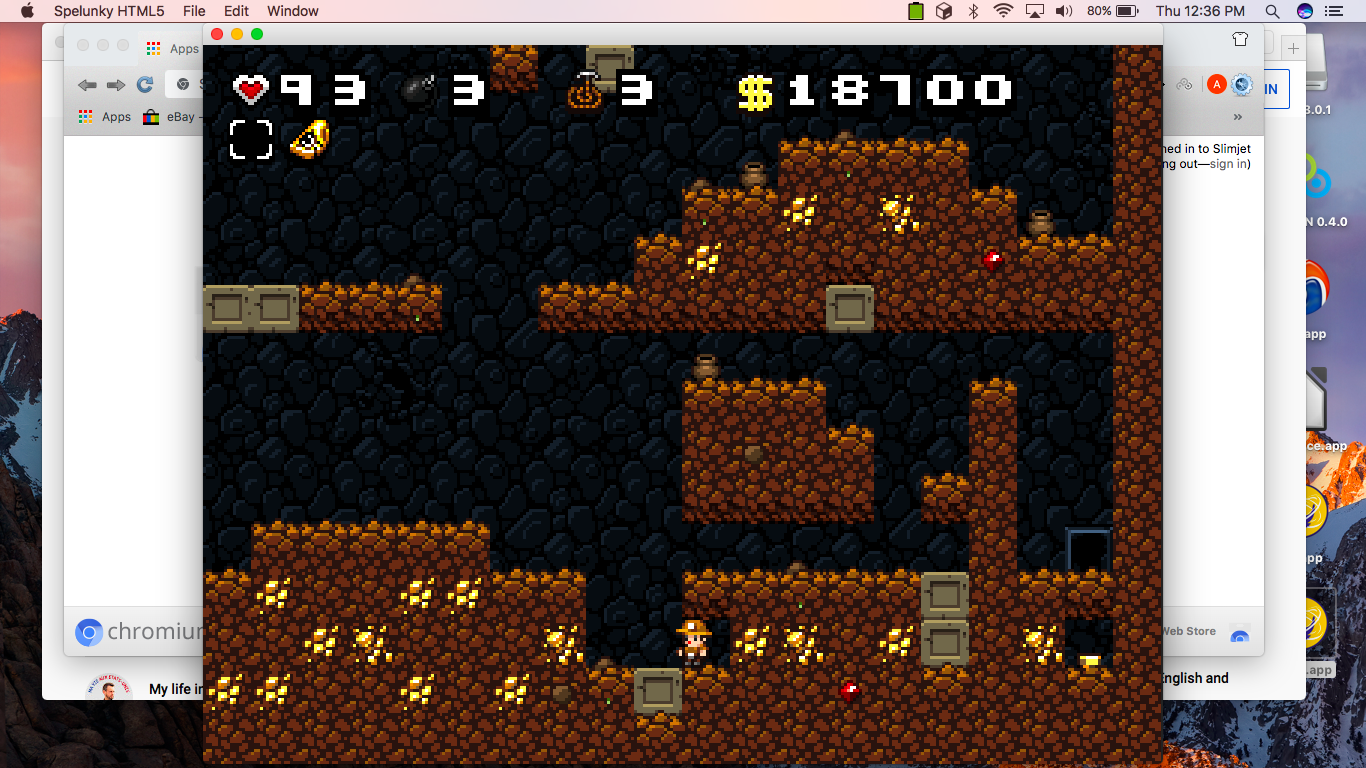 Spelunky HTML5 File Edit Window 80% Thu 12:36 PM
Apps
A IN
Apps eBay
93 3 3 $18700
ned in to Slimjet
ng out—sign in)
3.0.1
N 0.4.0
app
ce.app
app
chromium
Web Store
.app
My life in
English and